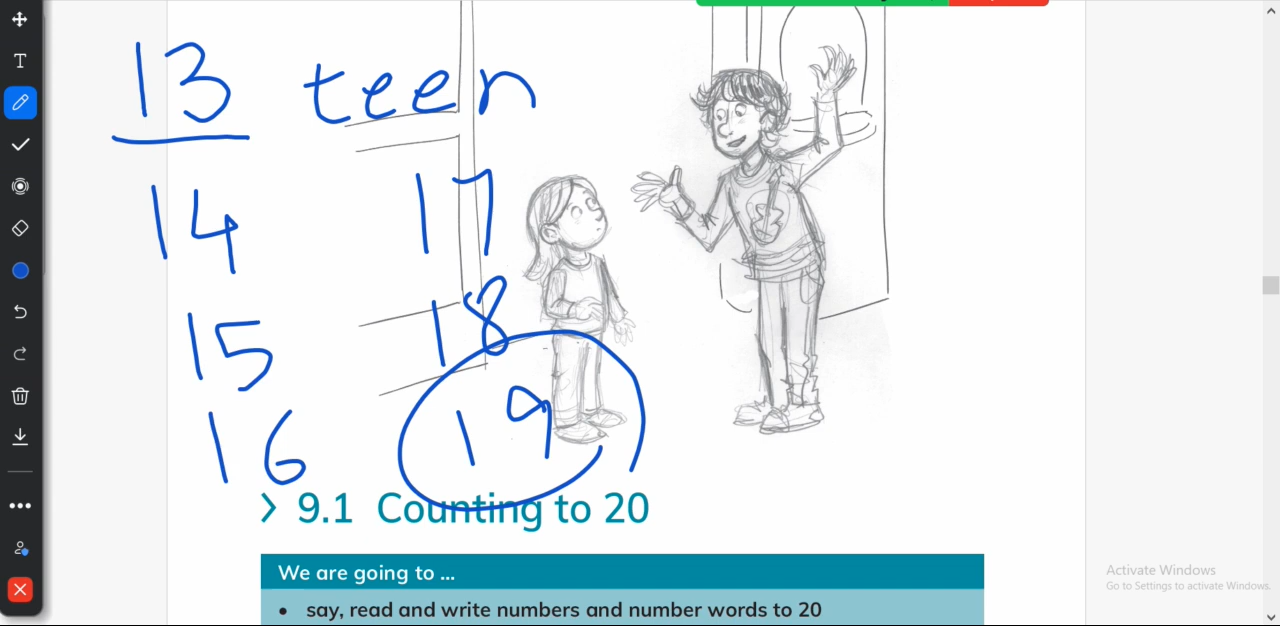 13 teen
14 17
15 18
16 19
9.1 Counting to 20
We are going to ...
• say, read and write numbers and number words to 20
Activate Windows
Go to Settings to activate Windows.
T